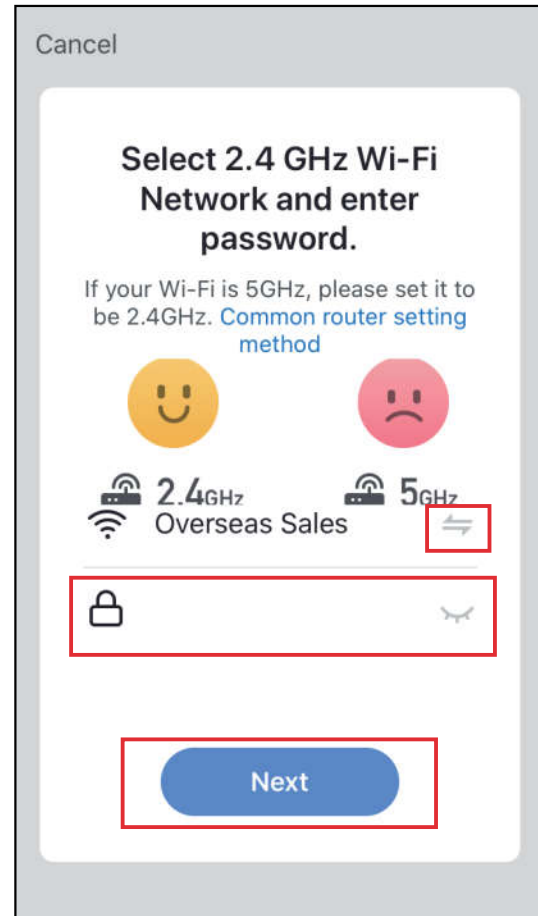 Cancel
Select 2.4 GHz Wi-Fi
Network and enter
password.
If your Wi-Fi is 5GHz, please set it to
be 2.4GHz. Common router setting
method
2.4GHz 5GHz
Overseas Sales
Next